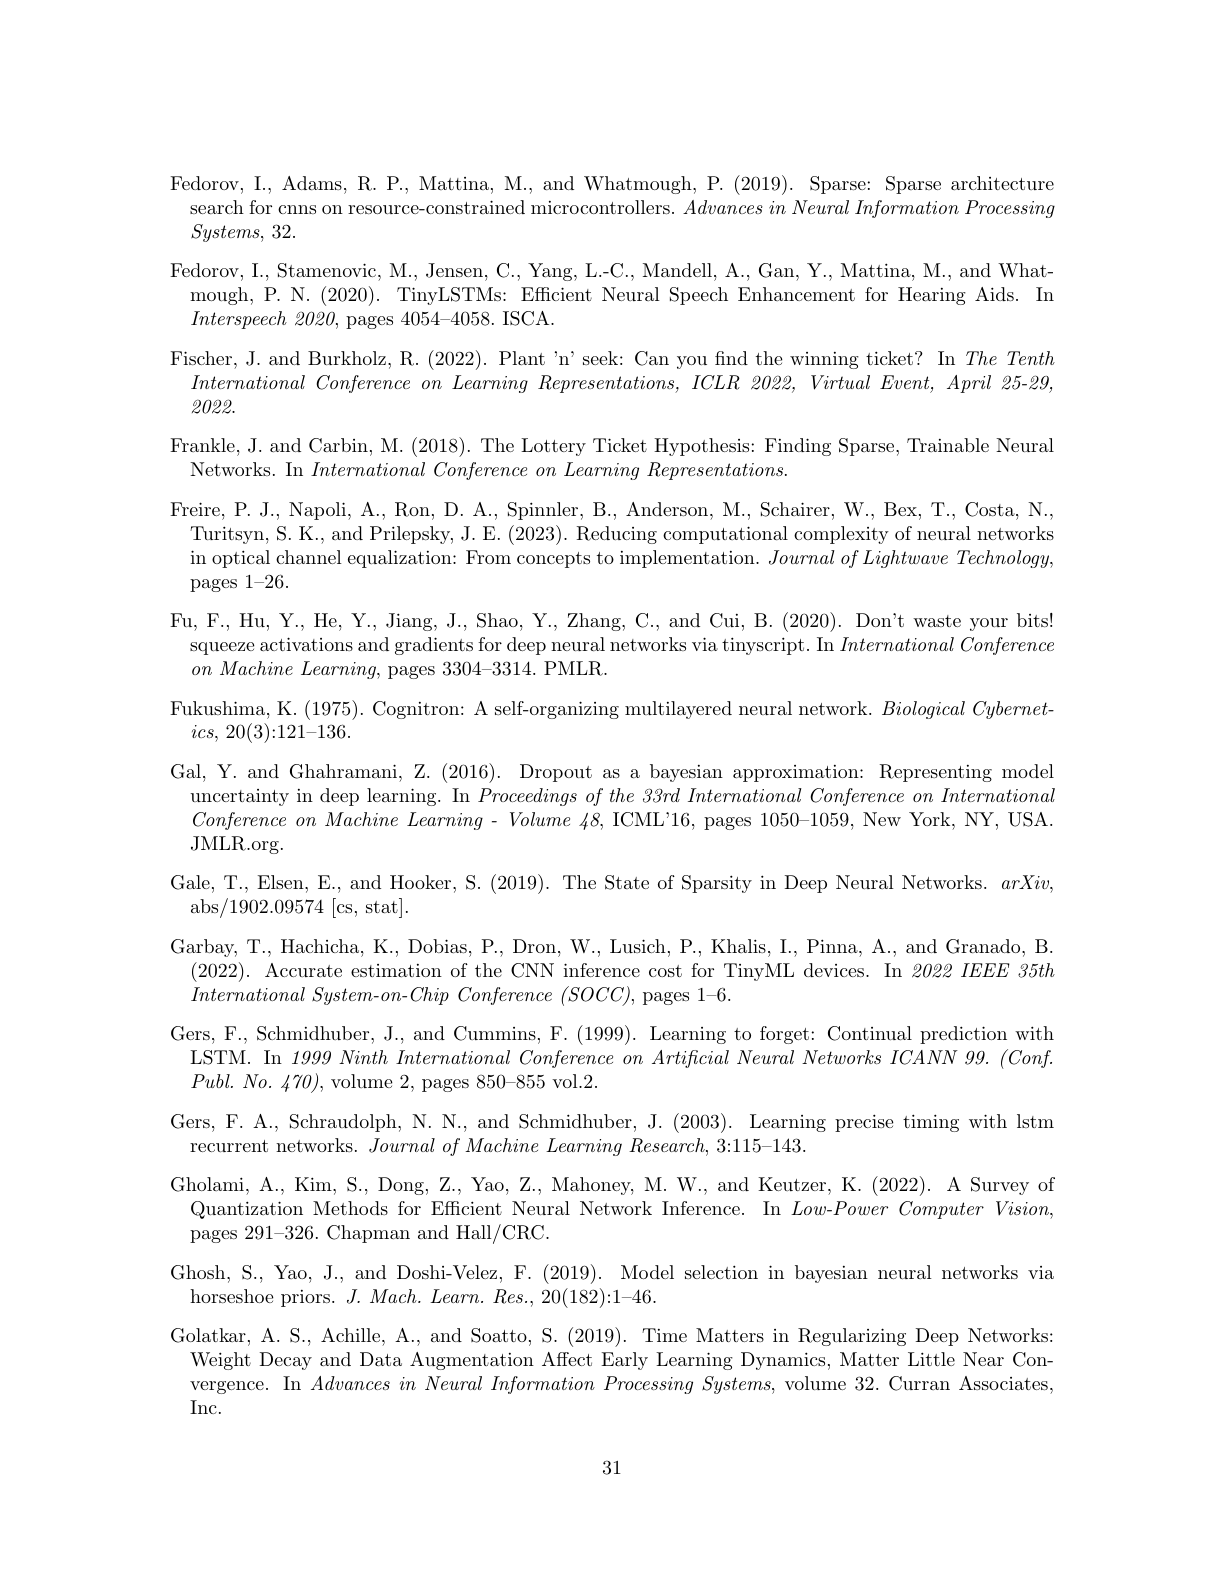 Fedorov, I., Adams, R. P., Mattina, M., and Whatmough, P. (2019). Sparse: Sparse architecture
search for cnns on resource-constrained microcontrollers. Advances in Neural Information Processing
Systems, 32.
Fedorov, I., Stamenovic, M., Jensen, C., Yang, L.-C., Mandell, A., Gan, Y., Mattina, M., and What-
mough, P. N. (2020). TinyLSTMs: Efficient Neural Speech Enhancement for Hearing Aids. In
Interspeech 2020, pages 4054–4058. ISCA.
Fischer, J. and Burkholz, R. (2022). Plant ’n’ seek: Can you find the winning ticket? In The Tenth
International Conference on Learning Representations, ICLR 2022, Virtual Event, April 25-29,
2022.
Frankle, J. and Carbin, M. (2018). The Lottery Ticket Hypothesis: Finding Sparse, Trainable Neural
Networks. In International Conference on Learning Representations.
Freire, P. J., Napoli, A., Ron, D. A., Spinnler, B., Anderson, M., Schairer, W., Bex, T., Costa, N.,
Turitsyn, S. K., and Prilepsky, J. E. (2023). Reducing computational complexity of neural networks
in optical channel equalization: From concepts to implementation. Journal of Lightwave Technology,
pages 1–26.
Fu, F., Hu, Y., He, Y., Jiang, J., Shao, Y., Zhang, C., and Cui, B. (2020). Don’t waste your bits!
squeeze activations and gradients for deep neural networks via tinyscript. In International Conference
on Machine Learning, pages 3304–3314. PMLR.
Fukushima, K. (1975). Cognitron: A self-organizing multilayered neural network. Biological Cybernet-
ics, 20(3):121–136.
Gal, Y. and Ghahramani, Z. (2016). Dropout as a bayesian approximation: Representing model
uncertainty in deep learning. In Proceedings of the 33rd International Conference on International
Conference on Machine Learning - Volume 48, ICML’16, pages 1050–1059, New York, NY, USA.
JMLR.org.
Gale, T., Elsen, E., and Hooker, S. (2019). The State of Sparsity in Deep Neural Networks. arXiv,
abs/1902.09574 [cs, stat].
Garbay, T., Hachicha, K., Dobias, P., Dron, W., Lusich, P., Khalis, I., Pinna, A., and Granado, B.
(2022). Accurate estimation of the CNN inference cost for TinyML devices. In 2022 IEEE 35th
International System-on-Chip Conference (SOCC), pages 1–6.
Gers, F., Schmidhuber, J., and Cummins, F. (1999). Learning to forget: Continual prediction with
LSTM. In 1999 Ninth International Conference on Artificial Neural Networks ICANN 99. (Conf.
Publ. No. 470), volume 2, pages 850–855 vol.2.
Gers, F. A., Schraudolph, N. N., and Schmidhuber, J. (2003). Learning precise timing with lstm
recurrent networks. Journal of Machine Learning Research, 3:115–143.
Gholami, A., Kim, S., Dong, Z., Yao, Z., Mahoney, M. W., and Keutzer, K. (2022). A Survey of
Quantization Methods for Efficient Neural Network Inference. In Low-Power Computer Vision,
pages 291–326. Chapman and Hall/CRC.
Ghosh, S., Yao, J., and Doshi-Velez, F. (2019). Model selection in bayesian neural networks via
horseshoe priors. J. Mach. Learn. Res., 20(182):1–46.
Golatkar, A. S., Achille, A., and Soatto, S. (2019). Time Matters in Regularizing Deep Networks:
Weight Decay and Data Augmentation Affect Early Learning Dynamics, Matter Little Near Con-
vergence. In Advances in Neural Information Processing Systems, volume 32. Curran Associates,
Inc.
31